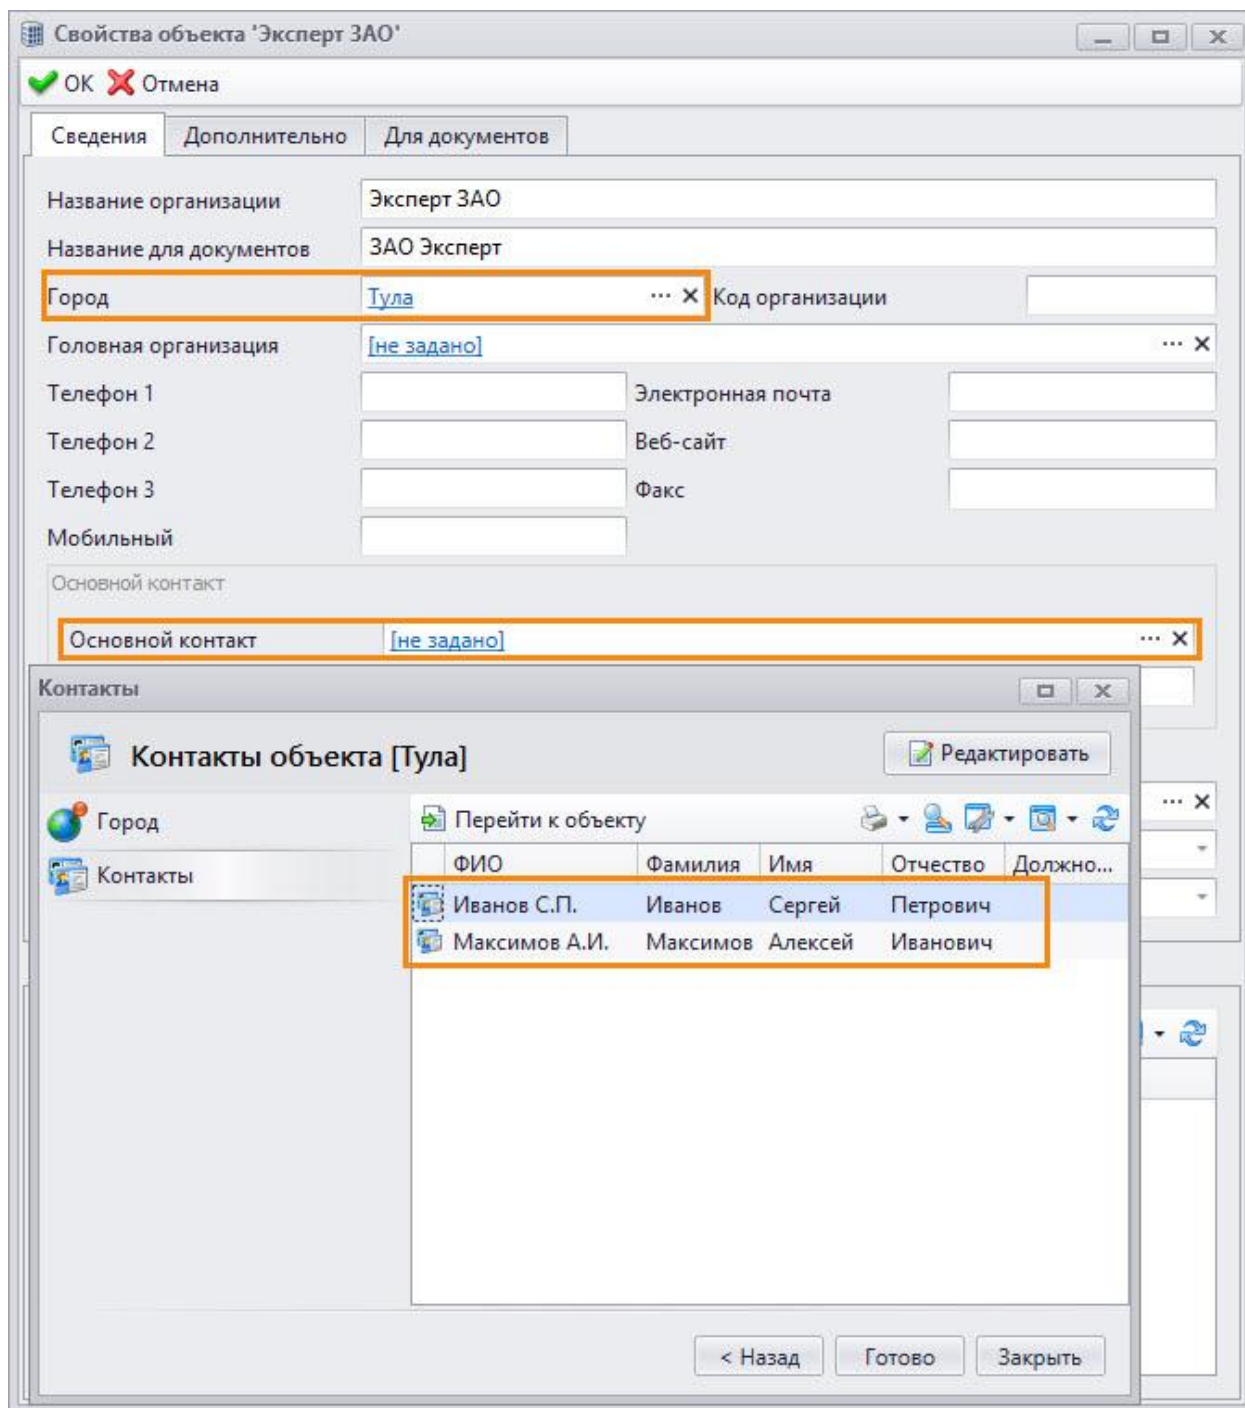 Свойства объекта 'Эксперт ЗАО'
ОК Отмена
Сведения Дополнительно Для документов
Название организации Эксперт ЗАО
Название для документов ЗАО Эксперт
Город Тула ... Код организации
Головная организация [не задано] ...
Телефон 1 Электронная почта
Телефон 2 Веб-сайт
Телефон 3 Факс
Мобильный
Основной контакт
Основной контакт [не задано] ...
Контакты
Контакты объекта [Тула] Редактировать
...
Город Перейти к объекту
Контакты
ФИО Фамилия Имя Отчество Должно...
Иванов С.П. Иванов Сергей Петрович
Максимов А.И. Максимов Алексей Иванович
< Назад Готово Закрыть